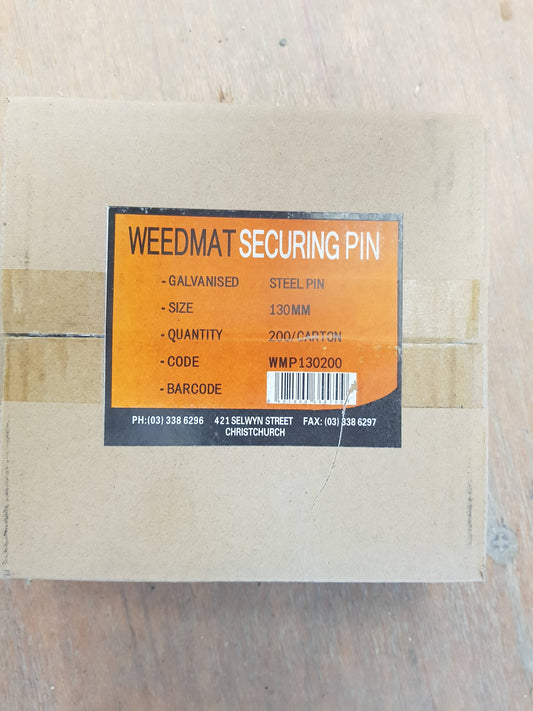 WEEDMAT SECURING PIN
- GALVANISED STEEL PIN
- SIZE 130MM
- QUANTITY 200/CARTON
- CODE WMP130200
- BARCODE
PH:(03) 338 6296 421 SELWYN STREET FAX: (03) 338 6297
CHRISTCHURCH